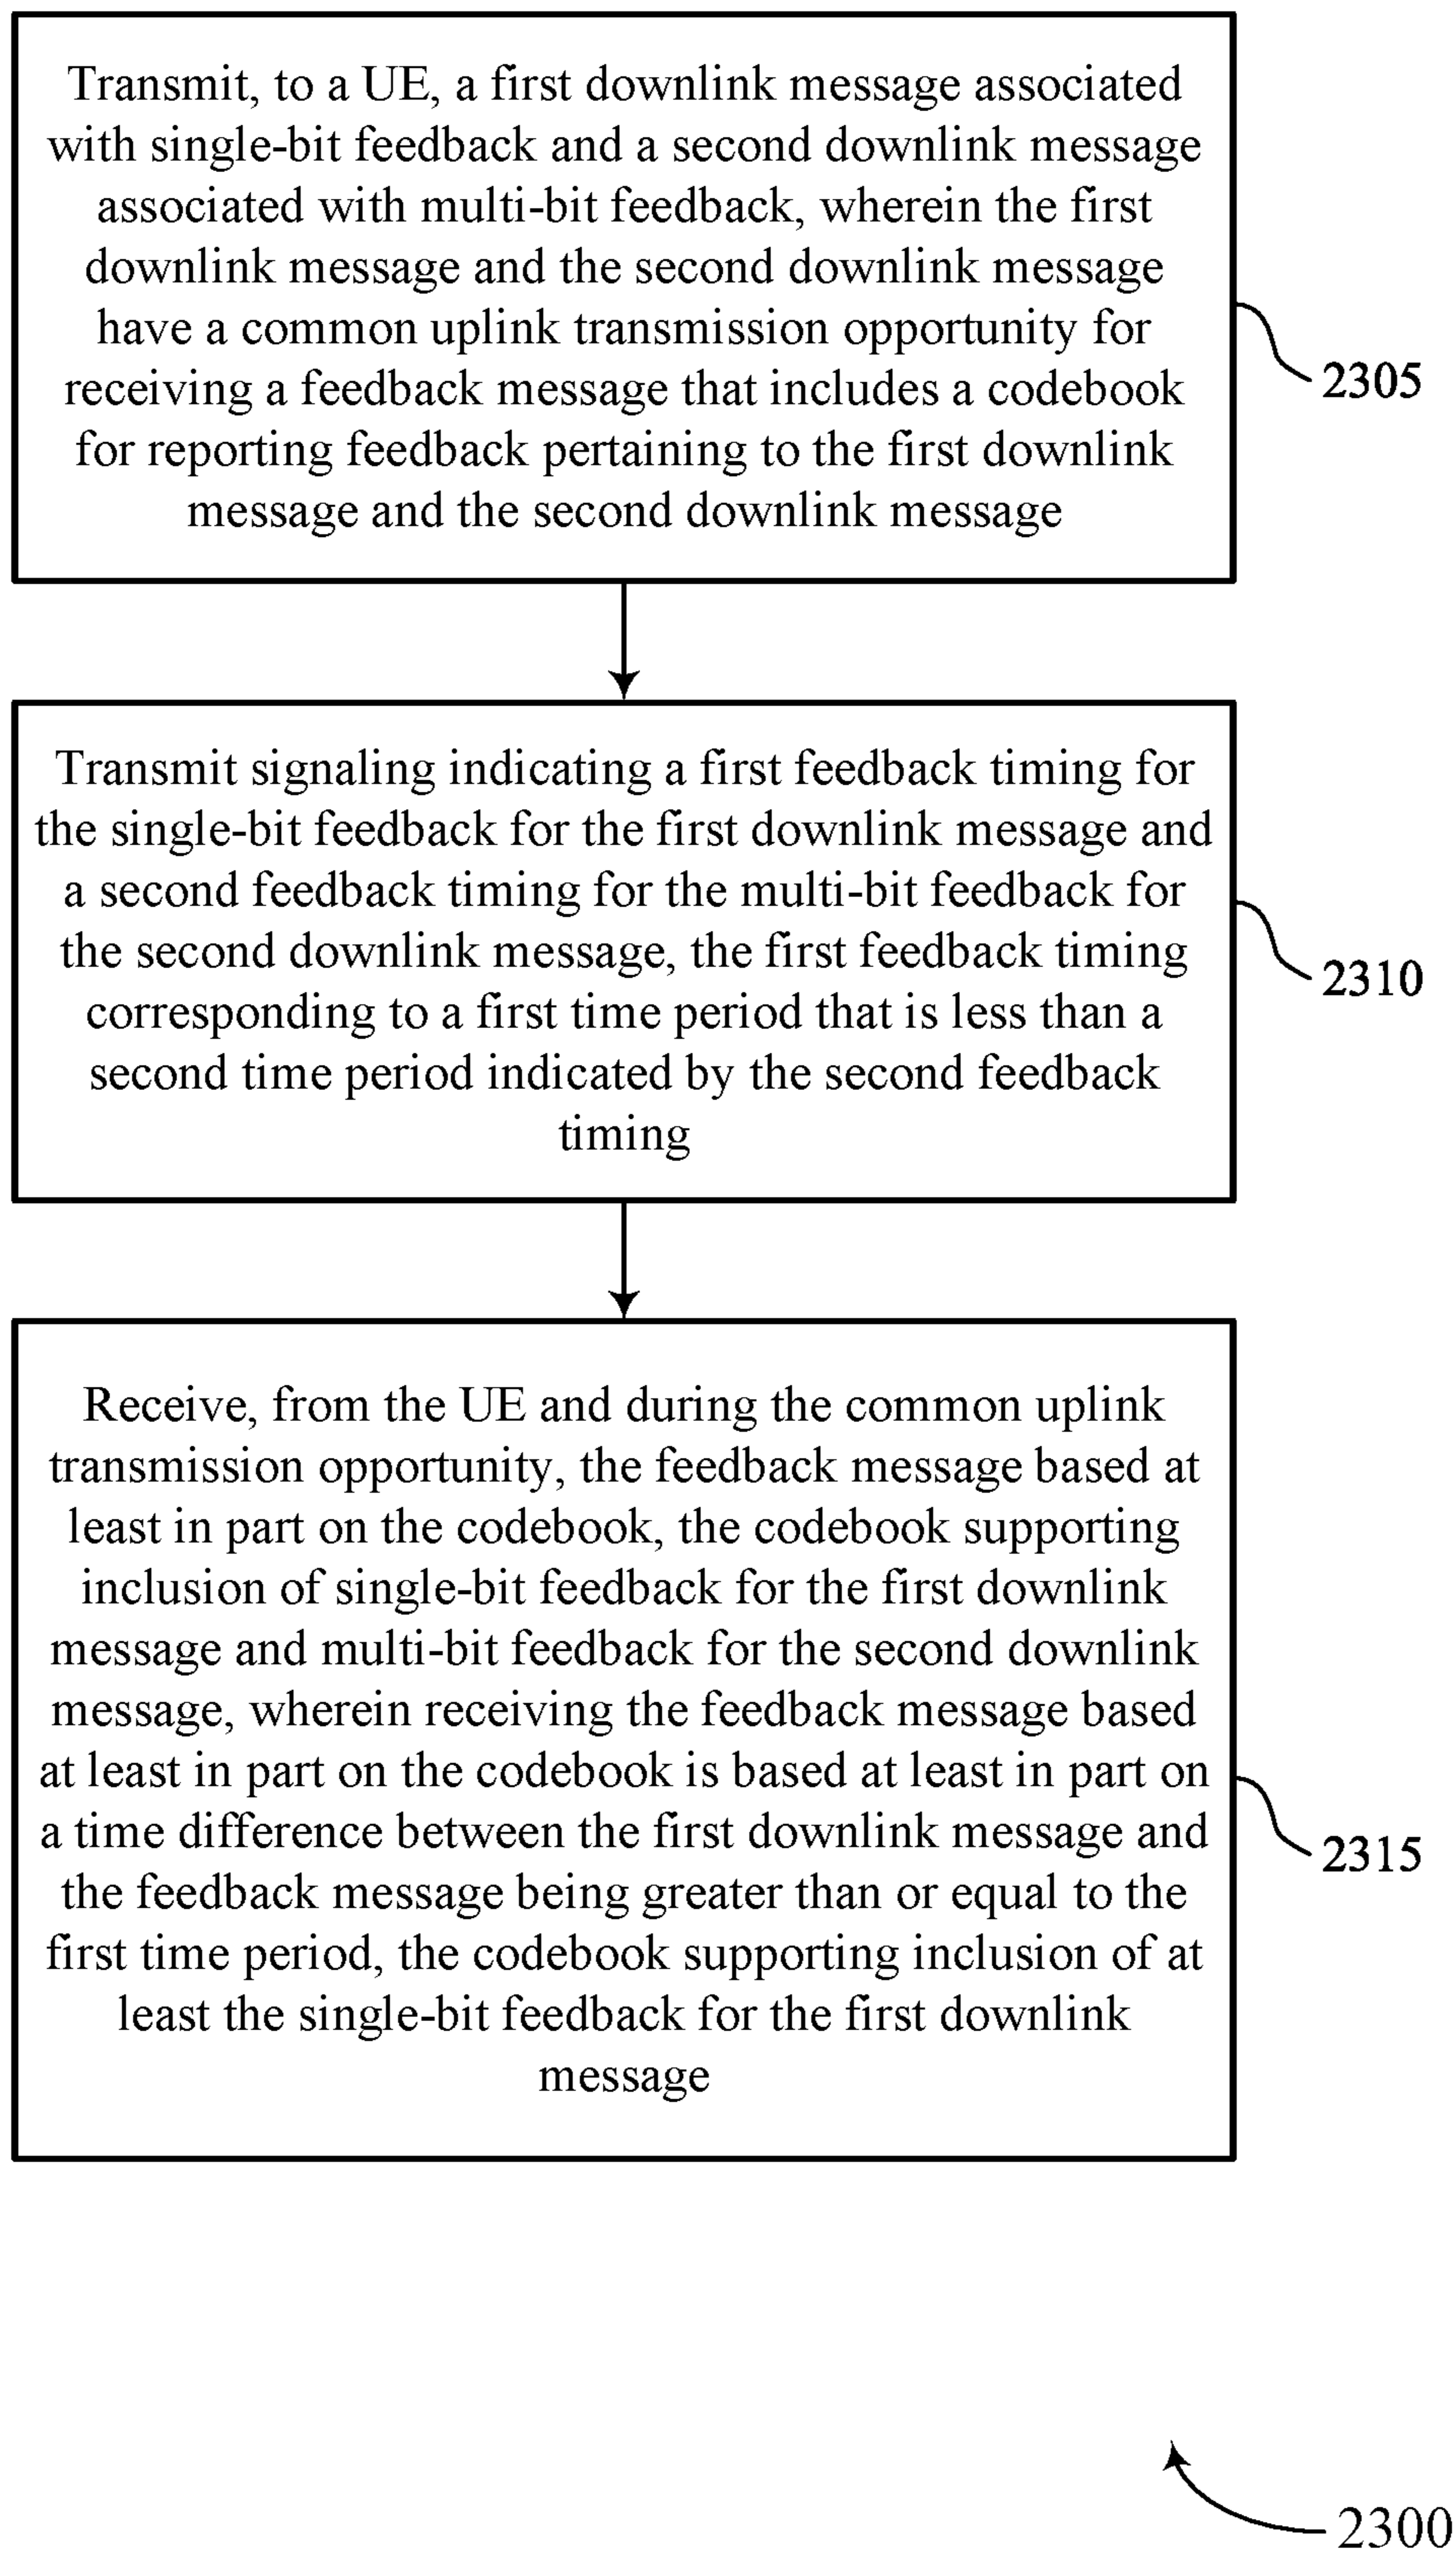 Transmit, to a UE, a first downlink message associated
with single-bit feedback and a second downlink message
associated with multi-bit feedback, wherein the first
downlink message and the second downlink message
have a common uplink transmission opportunity for
receiving a feedback message that includes a codebook
for reporting feedback pertaining to the first downlink
message and the second downlink message
2305
Transmit signaling indicating a first feedback timing for
the single-bit feedback for the first downlink message and
a second feedback timing for the multi-bit feedback for
the second downlink message, the first feedback timing
corresponding to a first time period that is less than a
second time period indicated by the second feedback
timing
2310
Receive, from the UE and during the common uplink
transmission opportunity, the feedback message based at
least in part on the codebook, the codebook supporting
inclusion of single-bit feedback for the first downlink
message and multi-bit feedback for the second downlink
message, wherein receiving the feedback message based
at least in part on the codebook is based at least in part on
a time difference between the first downlink message and
the feedback message being greater than or equal to the
first time period, the codebook supporting inclusion of at
least the single-bit feedback for the first downlink
message
2315
2300